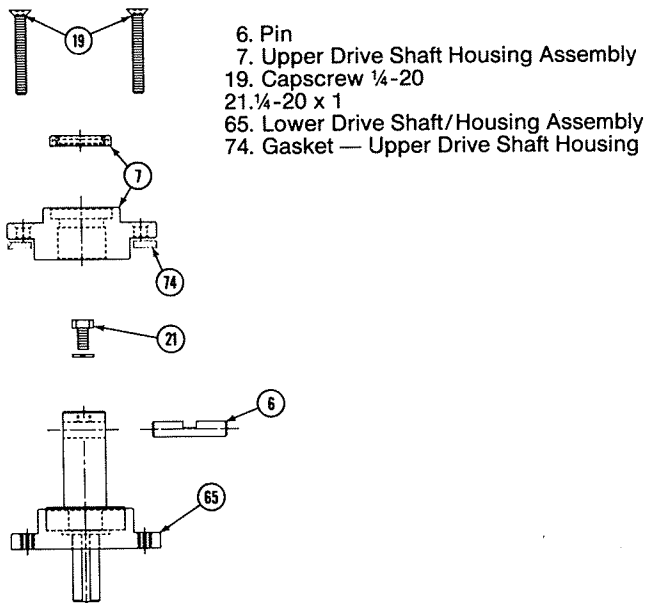 6. Pin
7. Upper Drive Shaft Housing Assembly
19. Capscrew ¼-20
21.¼-20 x 1
65. Lower Drive Shaft/Housing Assembly
74. Gasket — Upper Drive Shaft Housing
19
7
74
21
6
65